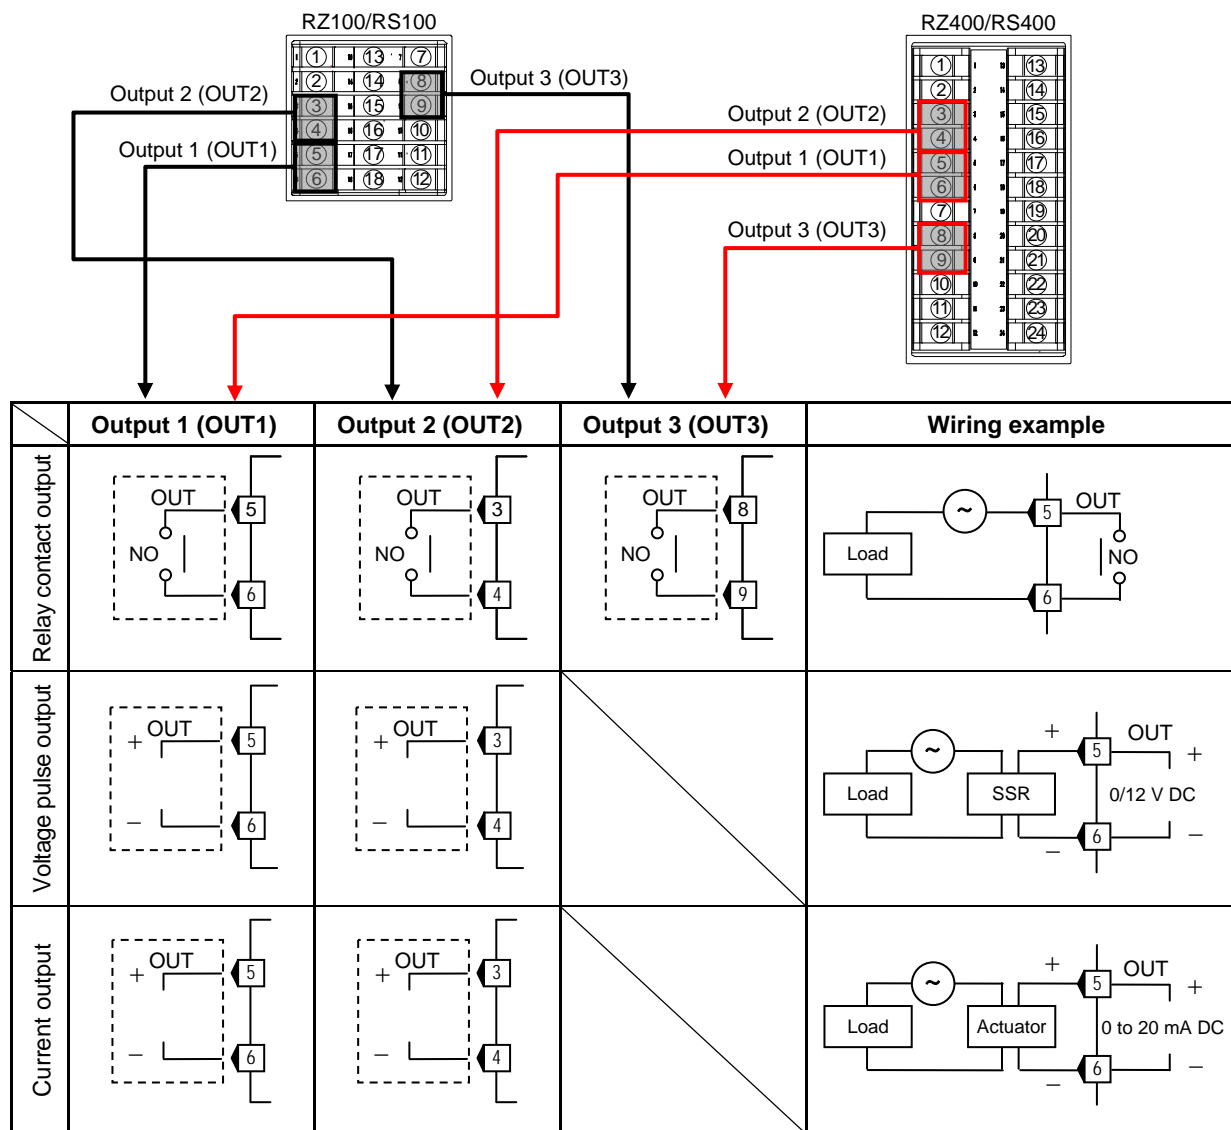 RZ100/RS100
RZ400/RS400
1 13 7
2 14 8
3 15 9
4 16 10
5 17 11
6 18 12
Output 2 (OUT2)
Output 1 (OUT1)
Output 3 (OUT3)
Output 2 (OUT2)
Output 1 (OUT1)
Output 3 (OUT3)
1 13
2 14
3 15
4 16
5 17
6 18
7 19
8 20
9 21
10 22
11 23
12 24
Output 1 (OUT1)
Output 2 (OUT2)
Output 3 (OUT3)
Wiring example
Relay contact output
OUT
NO
5
6
OUT
NO
3
4
OUT
NO
8
9
~
Load
5
6
OUT
NO
Voltage pulse output
+ OUT
−
5
6
+ OUT
−
3
4
~
Load
SSR
+
−
5
6
OUT
+
0/12 V DC
−
Current output
+ OUT
−
5
6
+ OUT
−
3
4
~
Load
Actuator
+
−
5
6
OUT
+
0 to 20 mA DC
−